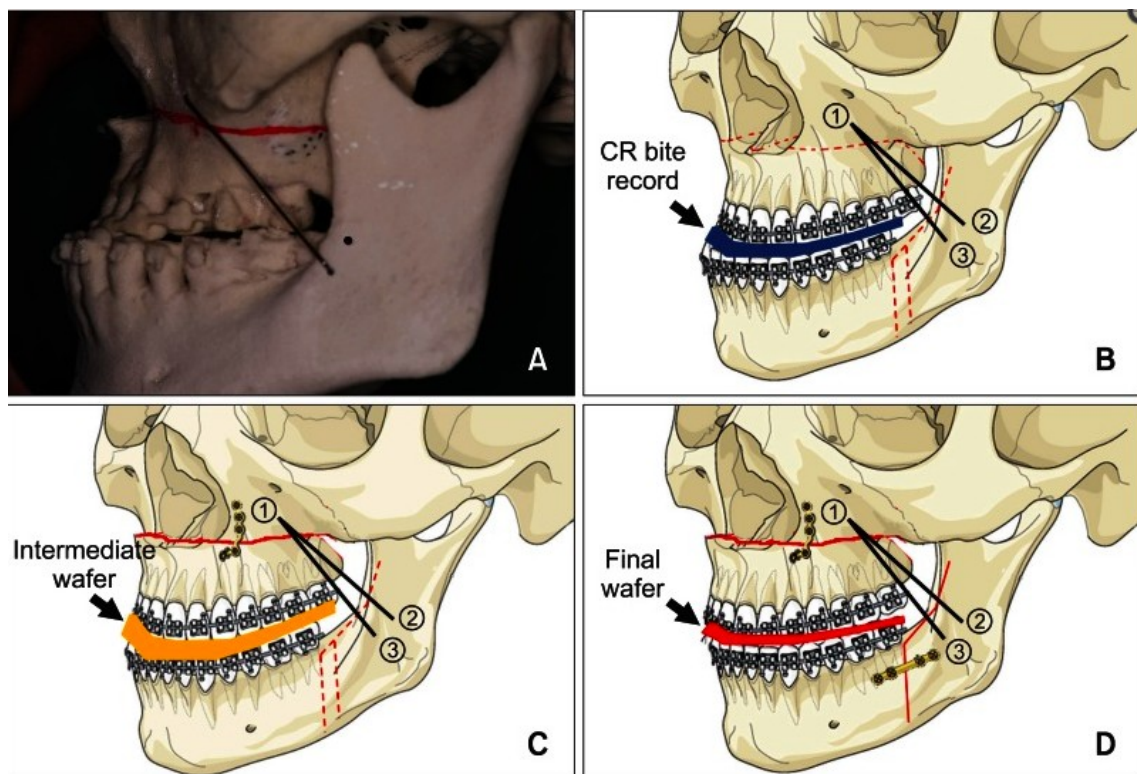 A
CR bite
record
①
②
③
B
Intermediate
wafer
①
②
③
C
Final
wafer
①
②
③
D